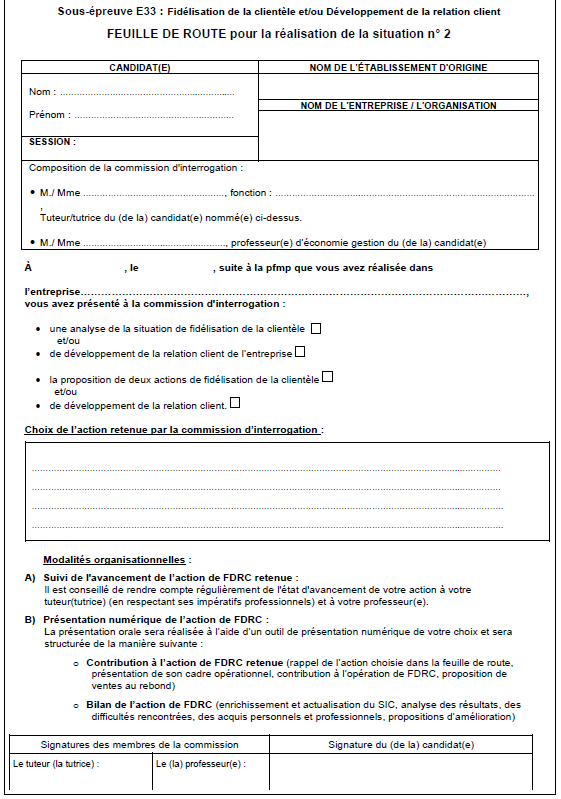 Sous-épreuve E33 : Fidélisation de la clientèle et/ou Développement de la relation client
FEUILLE DE ROUTE pour la réalisation de la situation n° 2
CANDIDAT(E)
NOM DE L'ÉTABLISSEMENT D'ORIGINE
Nom : ................................................................
NOM DE L'ENTREPRISE / L'ORGANISATION
Prénom : ..........................................................
SESSION :
Composition de la commission d'interrogation :
• M./ Mme ...................................................., fonction : ................................................................................................
,
Tuteur/tutrice du (de la) candidat(e) nommé(e) ci-dessus.
• M./ Mme ....................................................., professeur(e) d'économie gestion du (de la) candidat(e)
À , le , suite à la pfmp que vous avez réalisée dans
l'entreprise……………………………………………………………………………………………………………,
vous avez présenté à la commission d'interrogation :
• une analyse de la situation de fidélisation de la clientèle ☐
et/ou
• de développement de la relation client de l'entreprise ☐
• la proposition de deux actions de fidélisation de la clientèle ☐
et/ou
• de développement de la relation client. ☐
Choix de l'action retenue par la commission d'interrogation :
................................................................................................................................................................
................................................................................................................................................................
................................................................................................................................................................
................................................................................................................................................................
Modalités organisationnelles :
A) Suivi de l'avancement de l'action de FDRC retenue :
Il est conseillé de rendre compte régulièrement de l'état d'avancement de votre action à votre
tuteur(tutrice) (en respectant ses impératifs professionnels) et à votre professeur(e).
B) Présentation numérique de l'action de FDRC :
La présentation orale sera réalisée à l'aide d'un outil de présentation numérique de votre choix et sera
structurée de la manière suivante :
o Contribution à l'action de FDRC retenue (rappel de l'action choisie dans la feuille de route,
présentation de son cadre opérationnel, contribution à l'opération de FDRC, proposition de
ventes au rebond)
o Bilan de l'action de FDRC (enrichissement et actualisation du SIC, analyse des résultats, des
difficultés rencontrées, des acquis personnels et professionnels, propositions d'amélioration)
Signatures des membres de la commission
Signature du (de la) candidat(e)
Le tuteur (la tutrice) :
Le (la) professeur(e) :